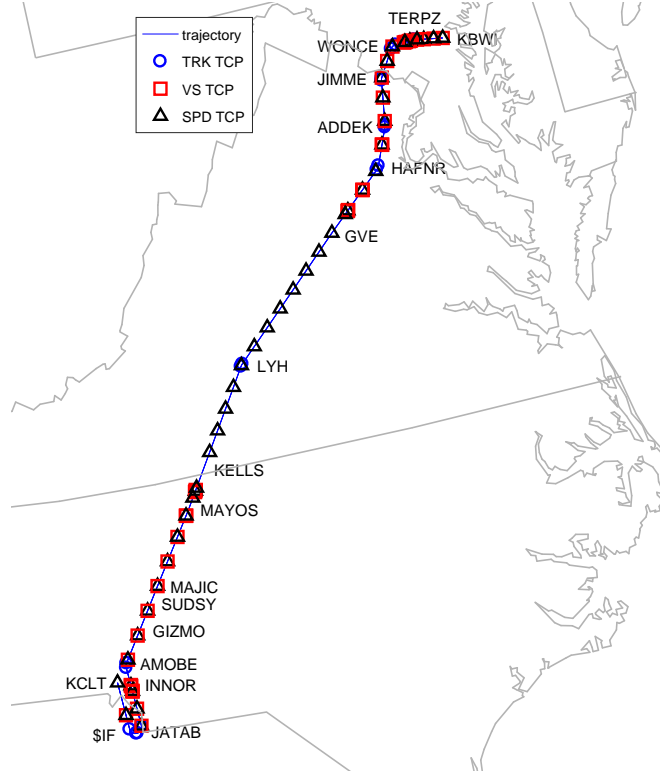 TERPZ
KBWI
WONCE
trajectory
TRK TCP
VS TCP
SPD TCP
JIMME
ADDEK
HAFNR
GVE
LYH
KELLS
MAYOS
MAJIC
SUDSY
GIZMO
AMOBE
KCLT
INNOR
$IF
JATAB